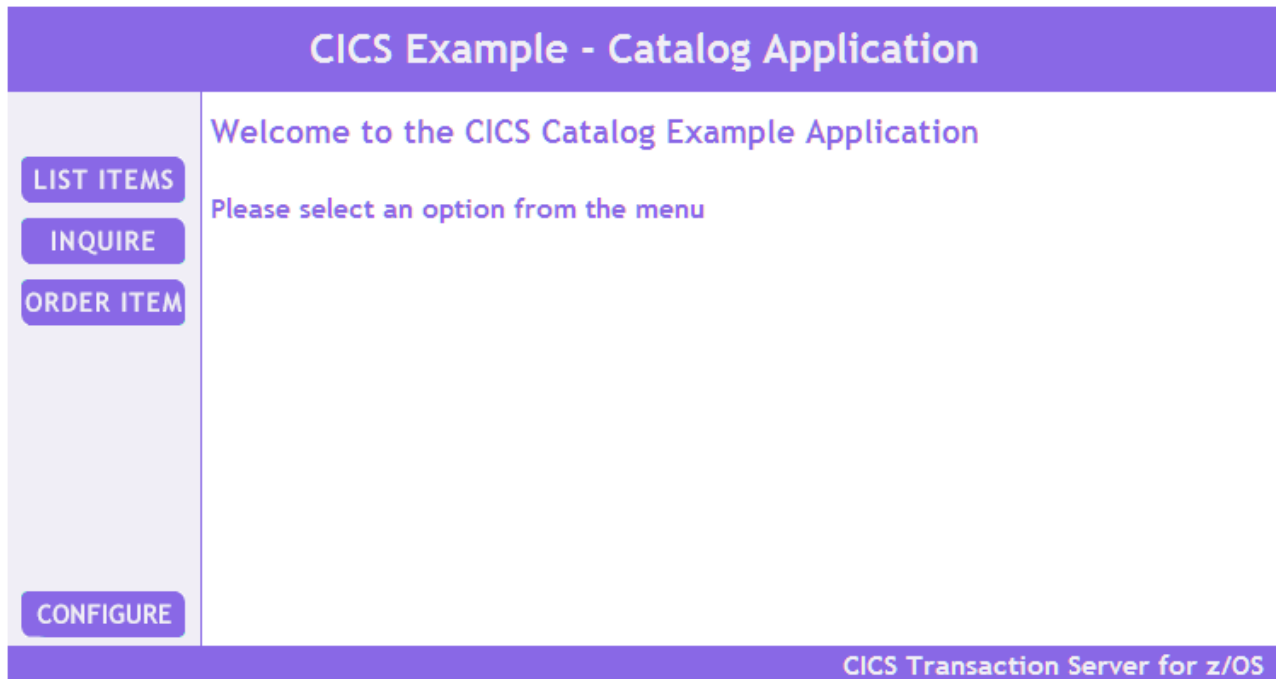 CICS Example - Catalog Application
Welcome to the CICS Catalog Example Application
LIST ITEMS
Please select an option from the menu
INQUIRE
ORDER ITEM
CONFIGURE
CICS Transaction Server for z/OS